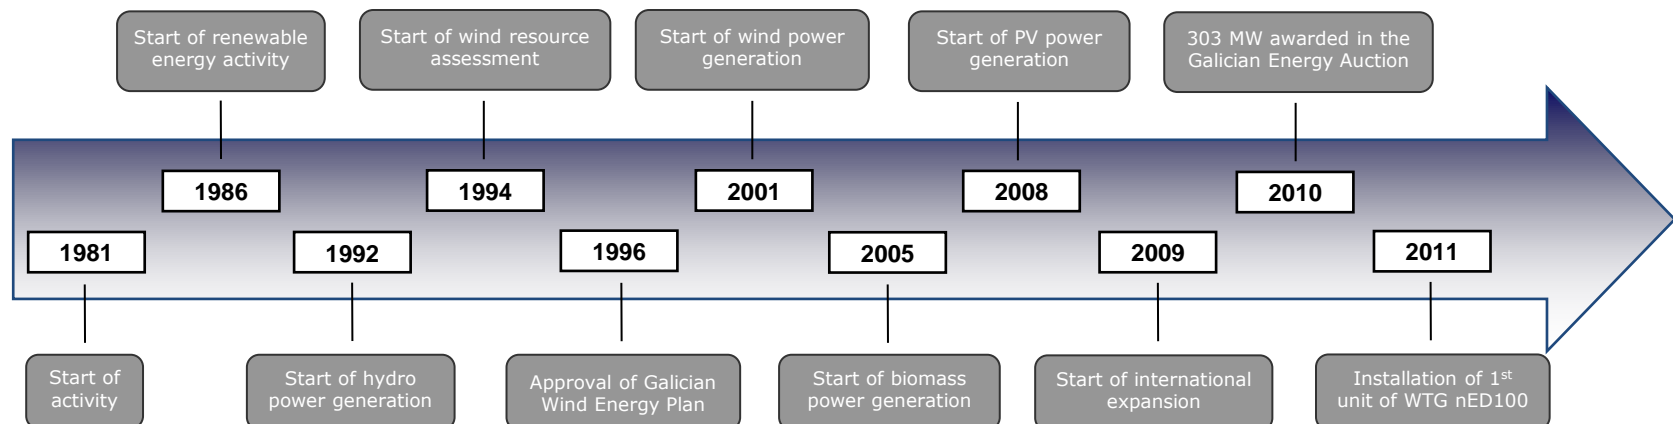 Start of renewable
energy activity
Start of wind resource
assessment
Start of wind power
generation
Start of PV power
generation
303 MW awarded in the
Galician Energy Auction
1986
1994
2001
2008
2010
1981
1992
1996
2005
2009
2011
Start of
activity
Start of hydro
power generation
Approval of Galician
Wind Energy Plan
Start of biomass
power generation
Start of international
expansion
Installation of 1st
unit of WTG nED100